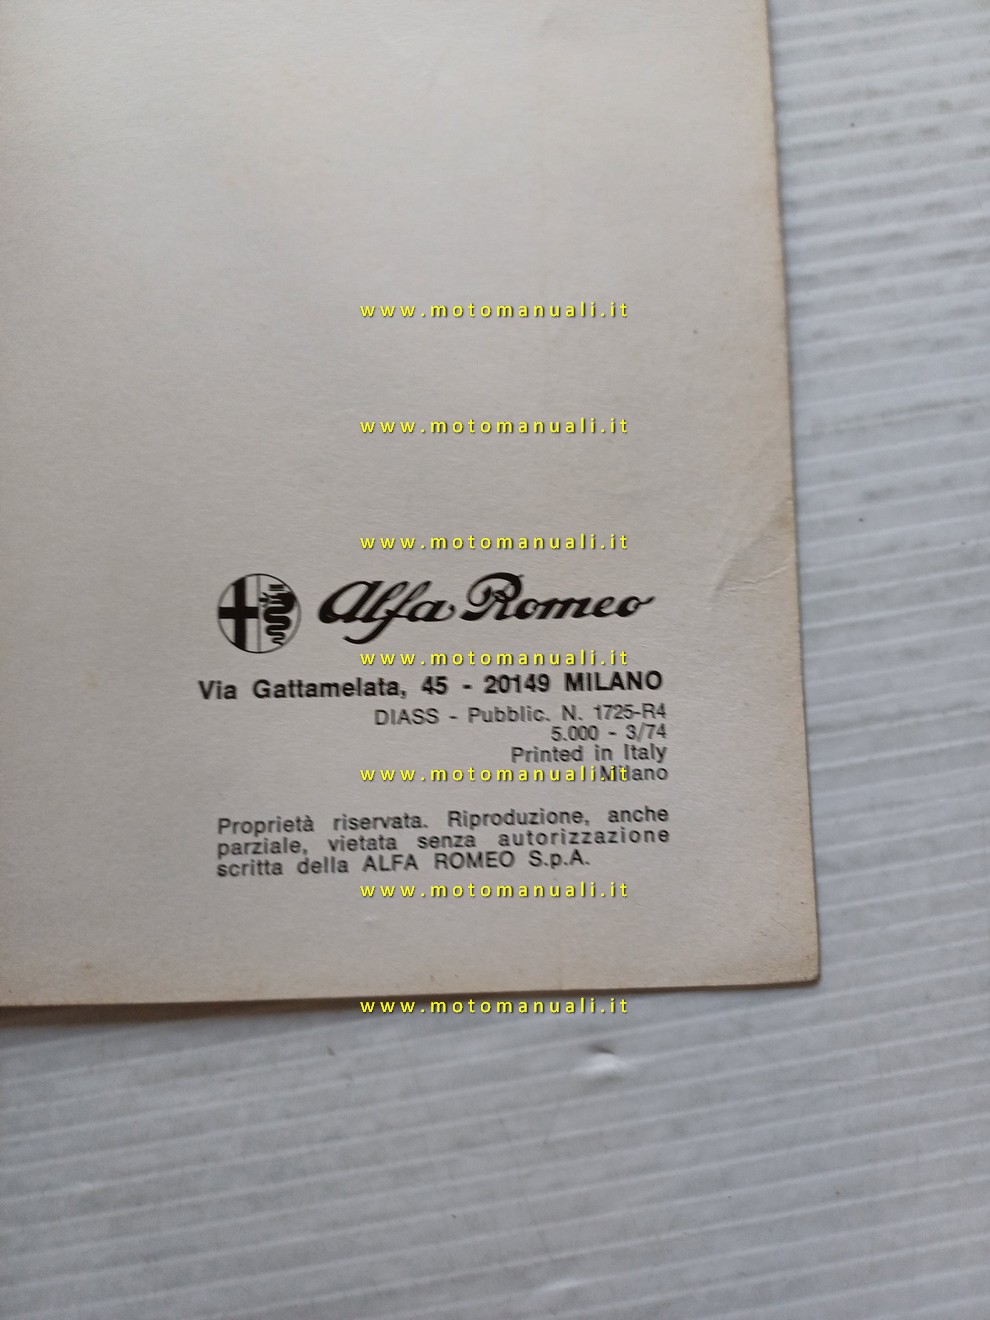 www.motomanuali.it
www.motomanuali.it
www.motomanuali.it
Alfa Romeo
www.motomanuali.it
Via Gattamelata, 45 - 20149 MILANO
DIASS - Pubblic. N. 1725-R4
5.000 - 3/74
Printed in Italy
www.motomanuali.it
Milano
Proprietà riservata. Riproduzione, anche
parziale, vietata senza autorizzazione
scritta della ALFA ROMEO S.p.A.
www.motomanuali.it
www.motomanuali.it